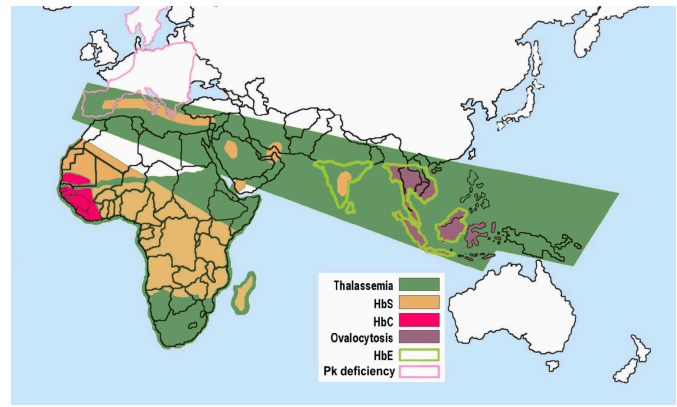 Thalassemia
HbS
HbC
Ovalocytosis
HbE
Pk deficiency